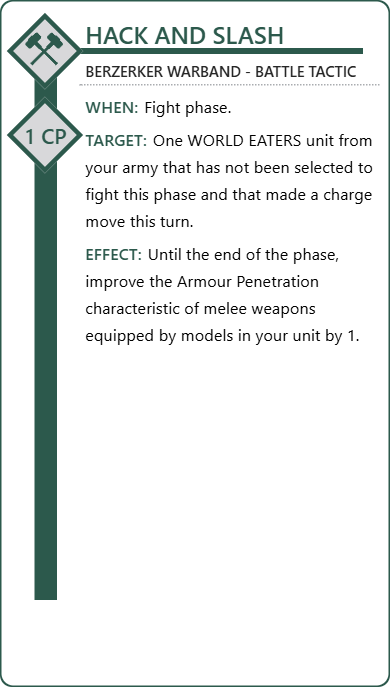 HACK AND SLASH
BERZERKER WARBAND - BATTLE TACTIC
WHEN: Fight phase.
1 CP
TARGET: One WORLD EATERS unit from
your army that has not been selected to
fight this phase and that made a charge
move this turn.
EFFECT: Until the end of the phase,
improve the Armour Penetration
characteristic of melee weapons
equipped by models in your unit by 1.